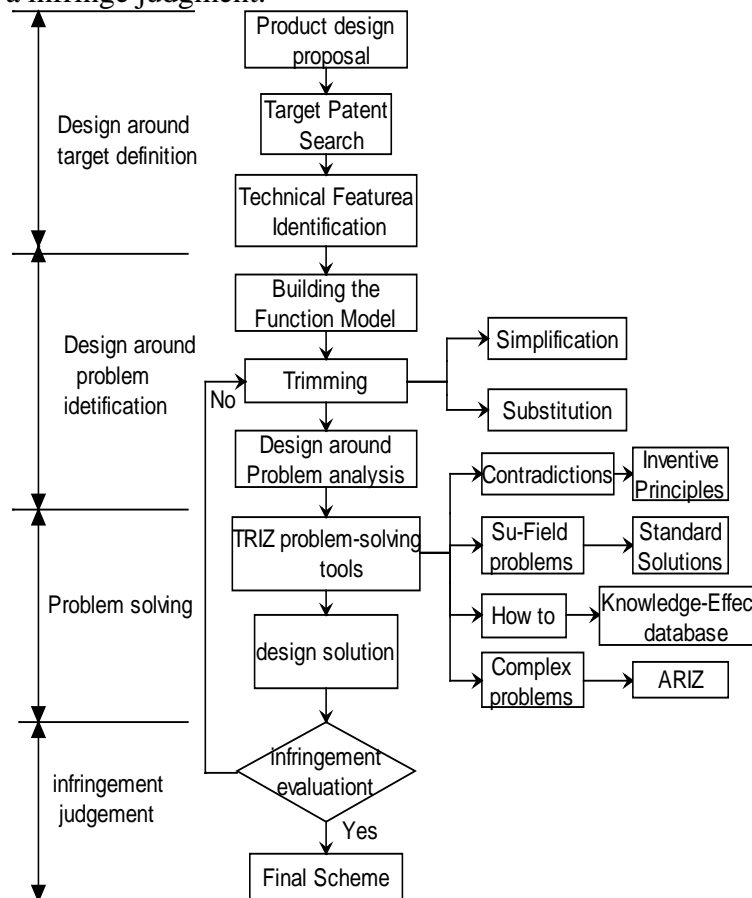 a infringe judgment.
Product design
proposal
Target Patent
Search
Design around
target definition
Technical Featurea
Identification
Building the
Function Model
Simplification
Design around
problem
idetification
Trimming
No
Substitution
Design around
Problem analysis
Contradictions
Inventive
Principles
TRIZ problem-solving
tools
Su-Field
problems
Standard
Solutions
Problem solving
How to
Knowledge-Effec
database
design solution
Complex
problems
ARIZ
infringement
evaluationt
infringement
judgement
Yes
Final Scheme